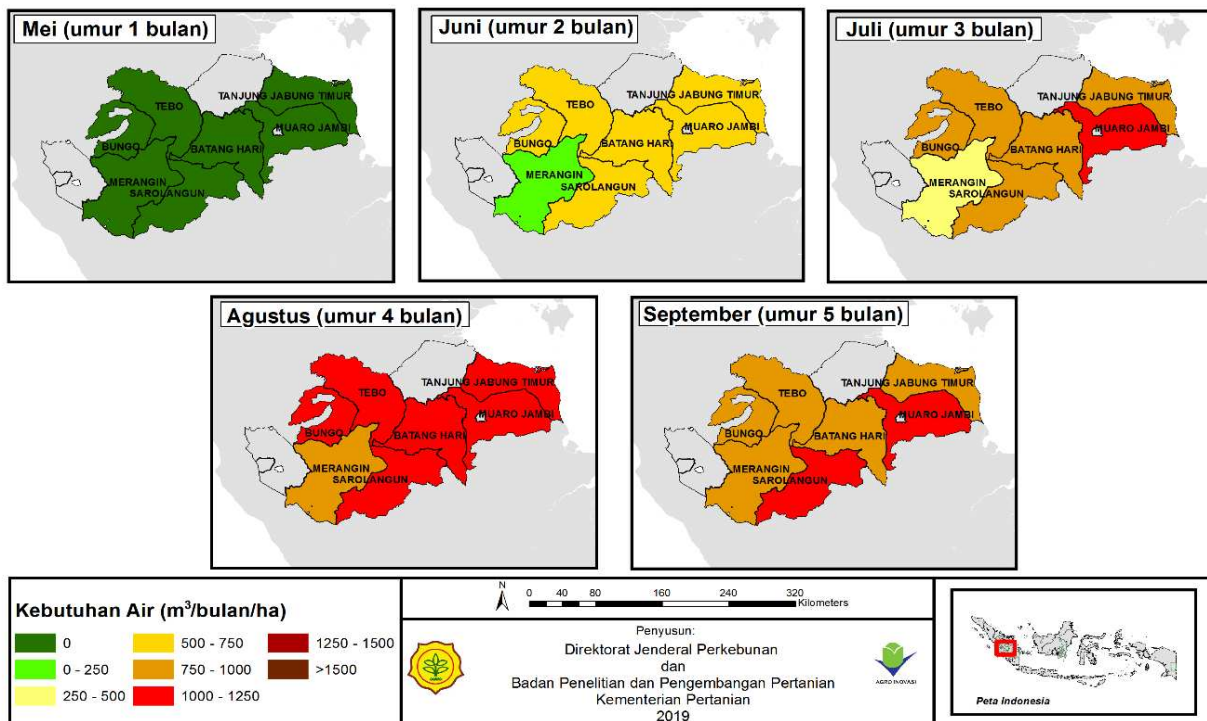 Mei (umur 1 bulan)
TEBO
TANJUNG JABUNG TIMUR
MUARO JAMBI
BUNGO
BATANG HARI
MERANGIN
SAROLANGUN
Juni (umur 2 bulan)
TEBO
TANJUNG JABUNG TIMUR
MUARO JAMBI
BUNGO
BATANG HARI
MERANGIN
SAROLANGUN
Juli (umur 3 bulan)
TEBO
TANJUNG JABUNG TIMUR
MUARO JAMBI
BUNGO
BATANG HARI
MERANGIN
SAROLANGUN
Agustus (umur 4 bulan)
TEBO
TANJUNG JABUNG TIMUR
MUARO JAMBI
BUNGO
BATANG HARI
MERANGIN
SAROLANGUN
September (umur 5 bulan)
TEBO
TANJUNG JABUNG TIMUR
MUARO JAMBI
BUNGO
BATANG HARI
MERANGIN
SAROLANGUN
Kebutuhan Air (m³/bulan/ha)
0
0 - 250
250 - 500
500 - 750
750 - 1000
1000 - 1250
1250 - 1500
>1500
N
0 40 80 160 240 320
Kilometers
Penyusun:
Direktorat Jenderal Perkebunan
dan
Badan Penelitian dan Pengembangan Pertanian
Kementerian Pertanian
2019
AGRO INOVASI
Peta Indonesia